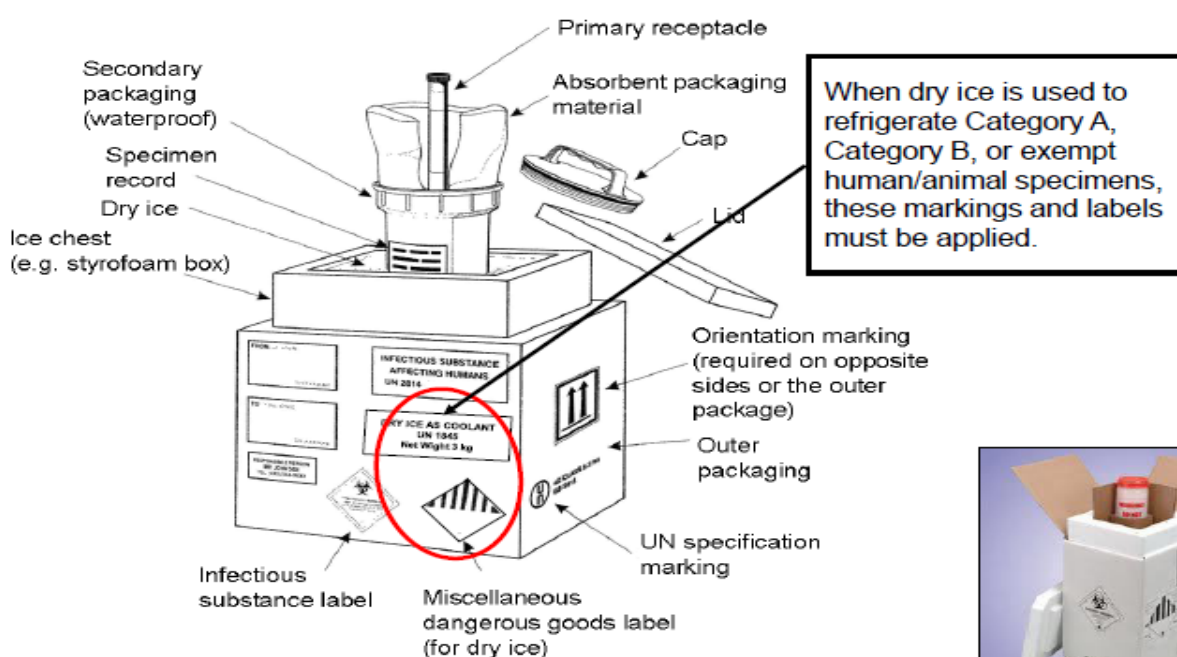 Primary receptacle
Secondary
packaging
(waterproof)
Absorbent packaging
material
Specimen
record
Cap
Dry ice
Lid
Ice chest
(e.g. styrofoam box)
When dry ice is used to
refrigerate Category A,
Category B, or exempt
human/animal specimens,
these markings and labels
must be applied.
Orientation marking
(required on opposite
sides or the outer
package)
Outer
packaging
UN specification
marking
FROM
TO
INFECTIOUS SUBSTANCE
AFFECTING HUMANS
UN 2814
DRY ICE AS COOLANT
UN 1845
Net Wight 3 kg
Infectious
substance label
Miscellaneous
dangerous goods label
(for dry ice)